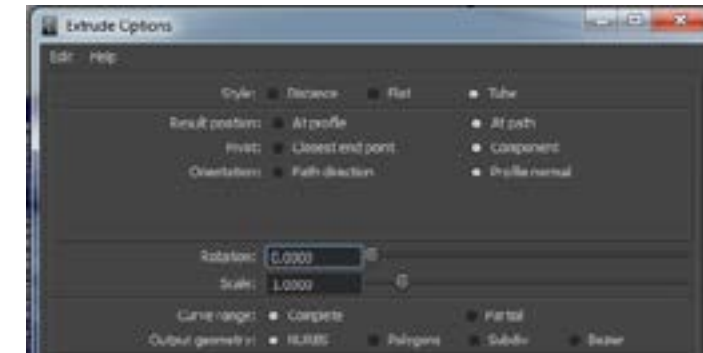 Extrude Options
Edit Help
Style: Distance Flat Tube
Result position: At profile At path
Pivot: Closest end point Component
Orientation: Path direction Profile normal
Rotation: 0.0000
Scale: 1.0000
Curve range: Complete Partial
Output geometry: NURBS Polygons Subdiv Bezier